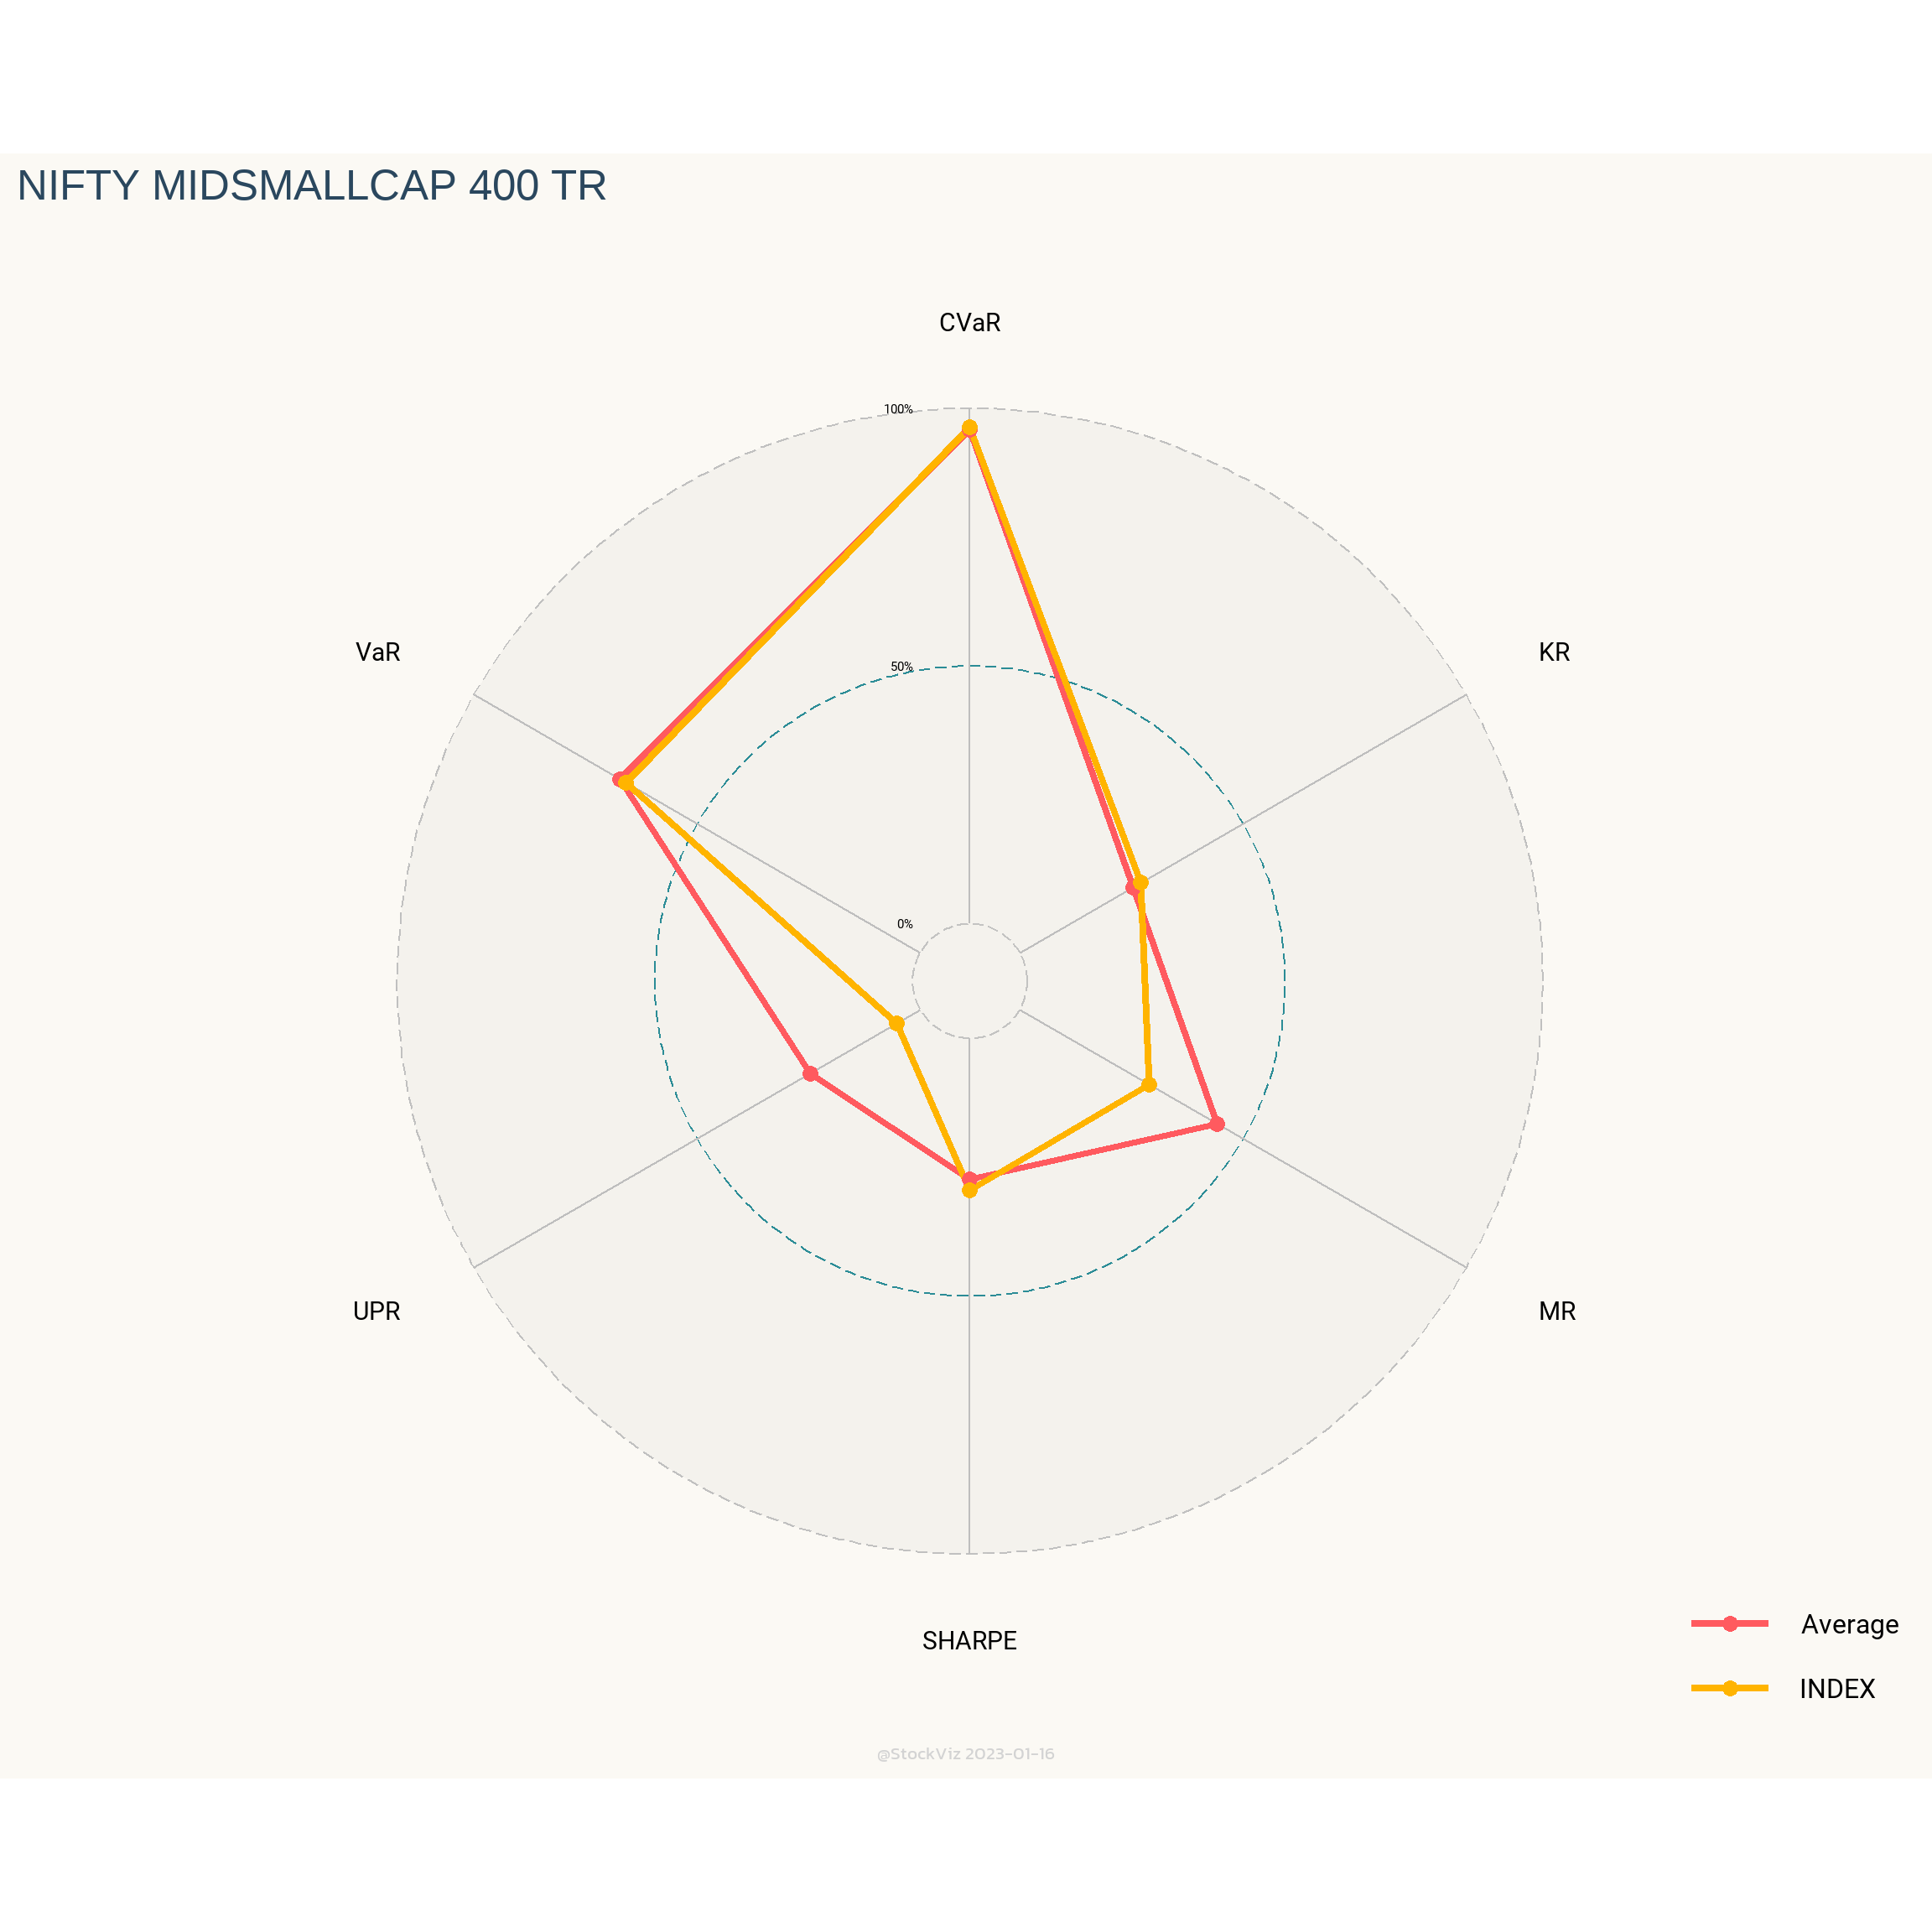 NIFTY MIDSMALLCAP 400 TR
CVaR
100%
VaR
KR
50%
0%
UPR
MR
SHARPE
Average
INDEX
@StockViz 2023-01-16